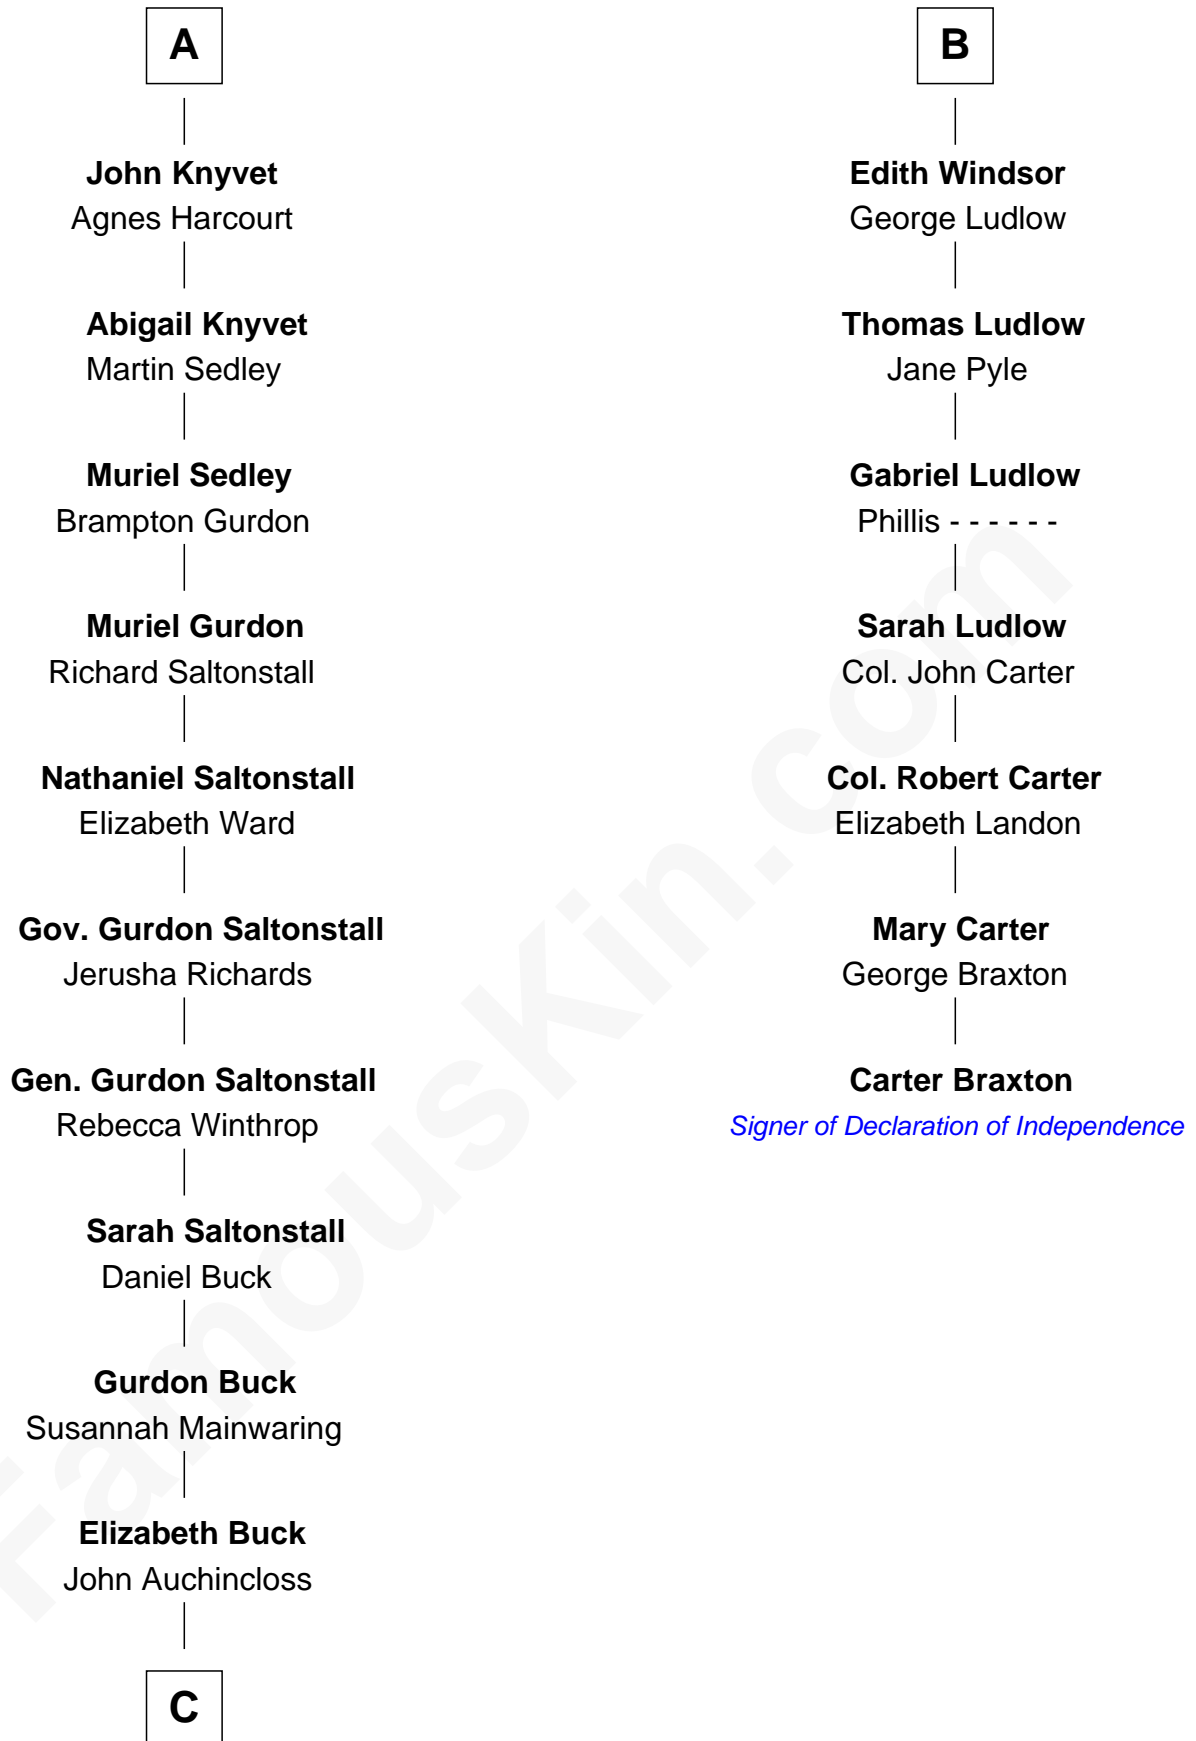 A
John Knyvet
Agnes Harcourt
Abigail Knyvet
Martin Sedley
Muriel Sedley
Brampton Gurdon
Muriel Gurdon
Richard Saltonstall
Nathaniel Saltonstall
Elizabeth Ward
Gov. Gurdon Saltonstall
Jerusha Richards
Gen. Gurdon Saltonstall
Rebecca Winthrop
Sarah Saltonstall
Daniel Buck
Gurdon Buck
Susannah Mainwaring
Elizabeth Buck
John Auchincloss
C
B
Edith Windsor
George Ludlow
Thomas Ludlow
Jane Pyle
Gabriel Ludlow
Phillis - - - - - -
Sarah Ludlow
Col. John Carter
Col. Robert Carter
Elizabeth Landon
Mary Carter
George Braxton
Carter Braxton
Signer of Declaration of Independence
FamousKin.com